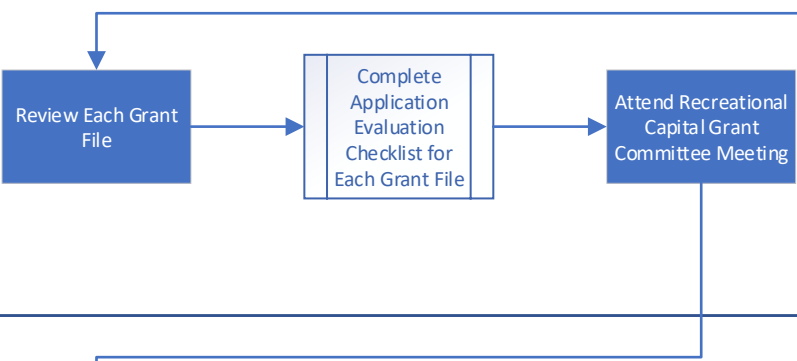 Review Each Grant
File
Complete
Application
Evaluation
Checklist for
Each Grant File
Attend Recreational
Capital Grant
Committee Meeting